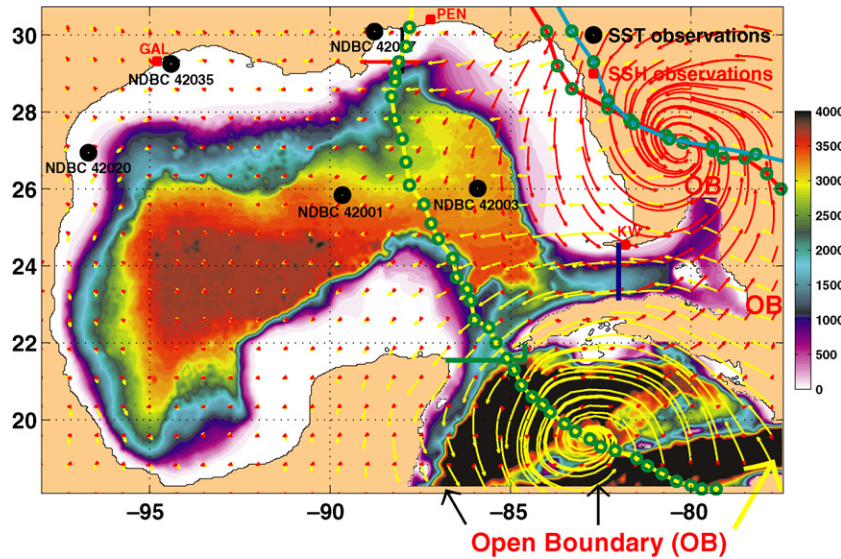 30
28
26
24
22
20
−95
−90
−85
−80
PEN
GAL
NDBC 42035
SST observations
SSH observations
NDBC 42020
NDBC 42001
NDBC 42003
OB
KW
OB
4000
3500
3000
2500
2000
1500
1000
500
0
Open Boundary (OB)